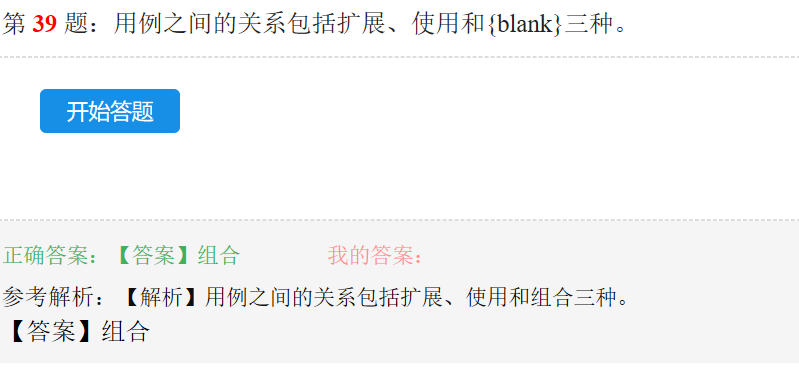 第 39 题：用例之间的关系包括扩展、使用和{blank}三种。
开始答题
正确答案：【答案】组合 我的答案：
参考解析：【解析】用例之间的关系包括扩展、使用和组合三种。
【答案】组合